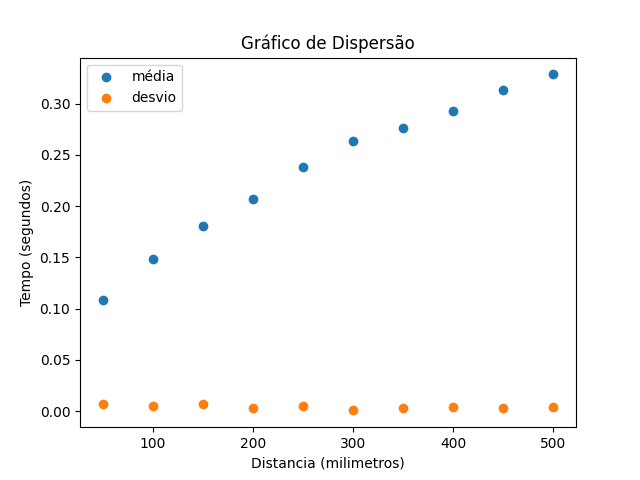 Gráfico de Dispersão
média
desvio
0.30
0.25
0.20
0.15
0.10
0.05
0.00
Tempo (segundos)
100 200 300 400 500
Distancia (milimetros)